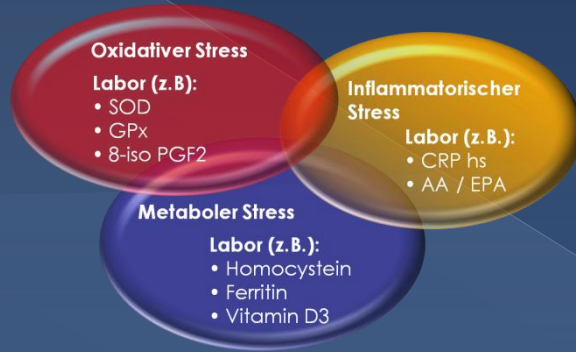 Oxidativer Stress
Labor (z.B):
• SOD
• GPx
• 8-iso PGF2
Inflammatorischer
Stress
Labor (z.B.):
• CRP hs
• AA / EPA
Metaboler Stress
Labor (z.B.):
• Homocystein
• Ferritin
• Vitamin D3